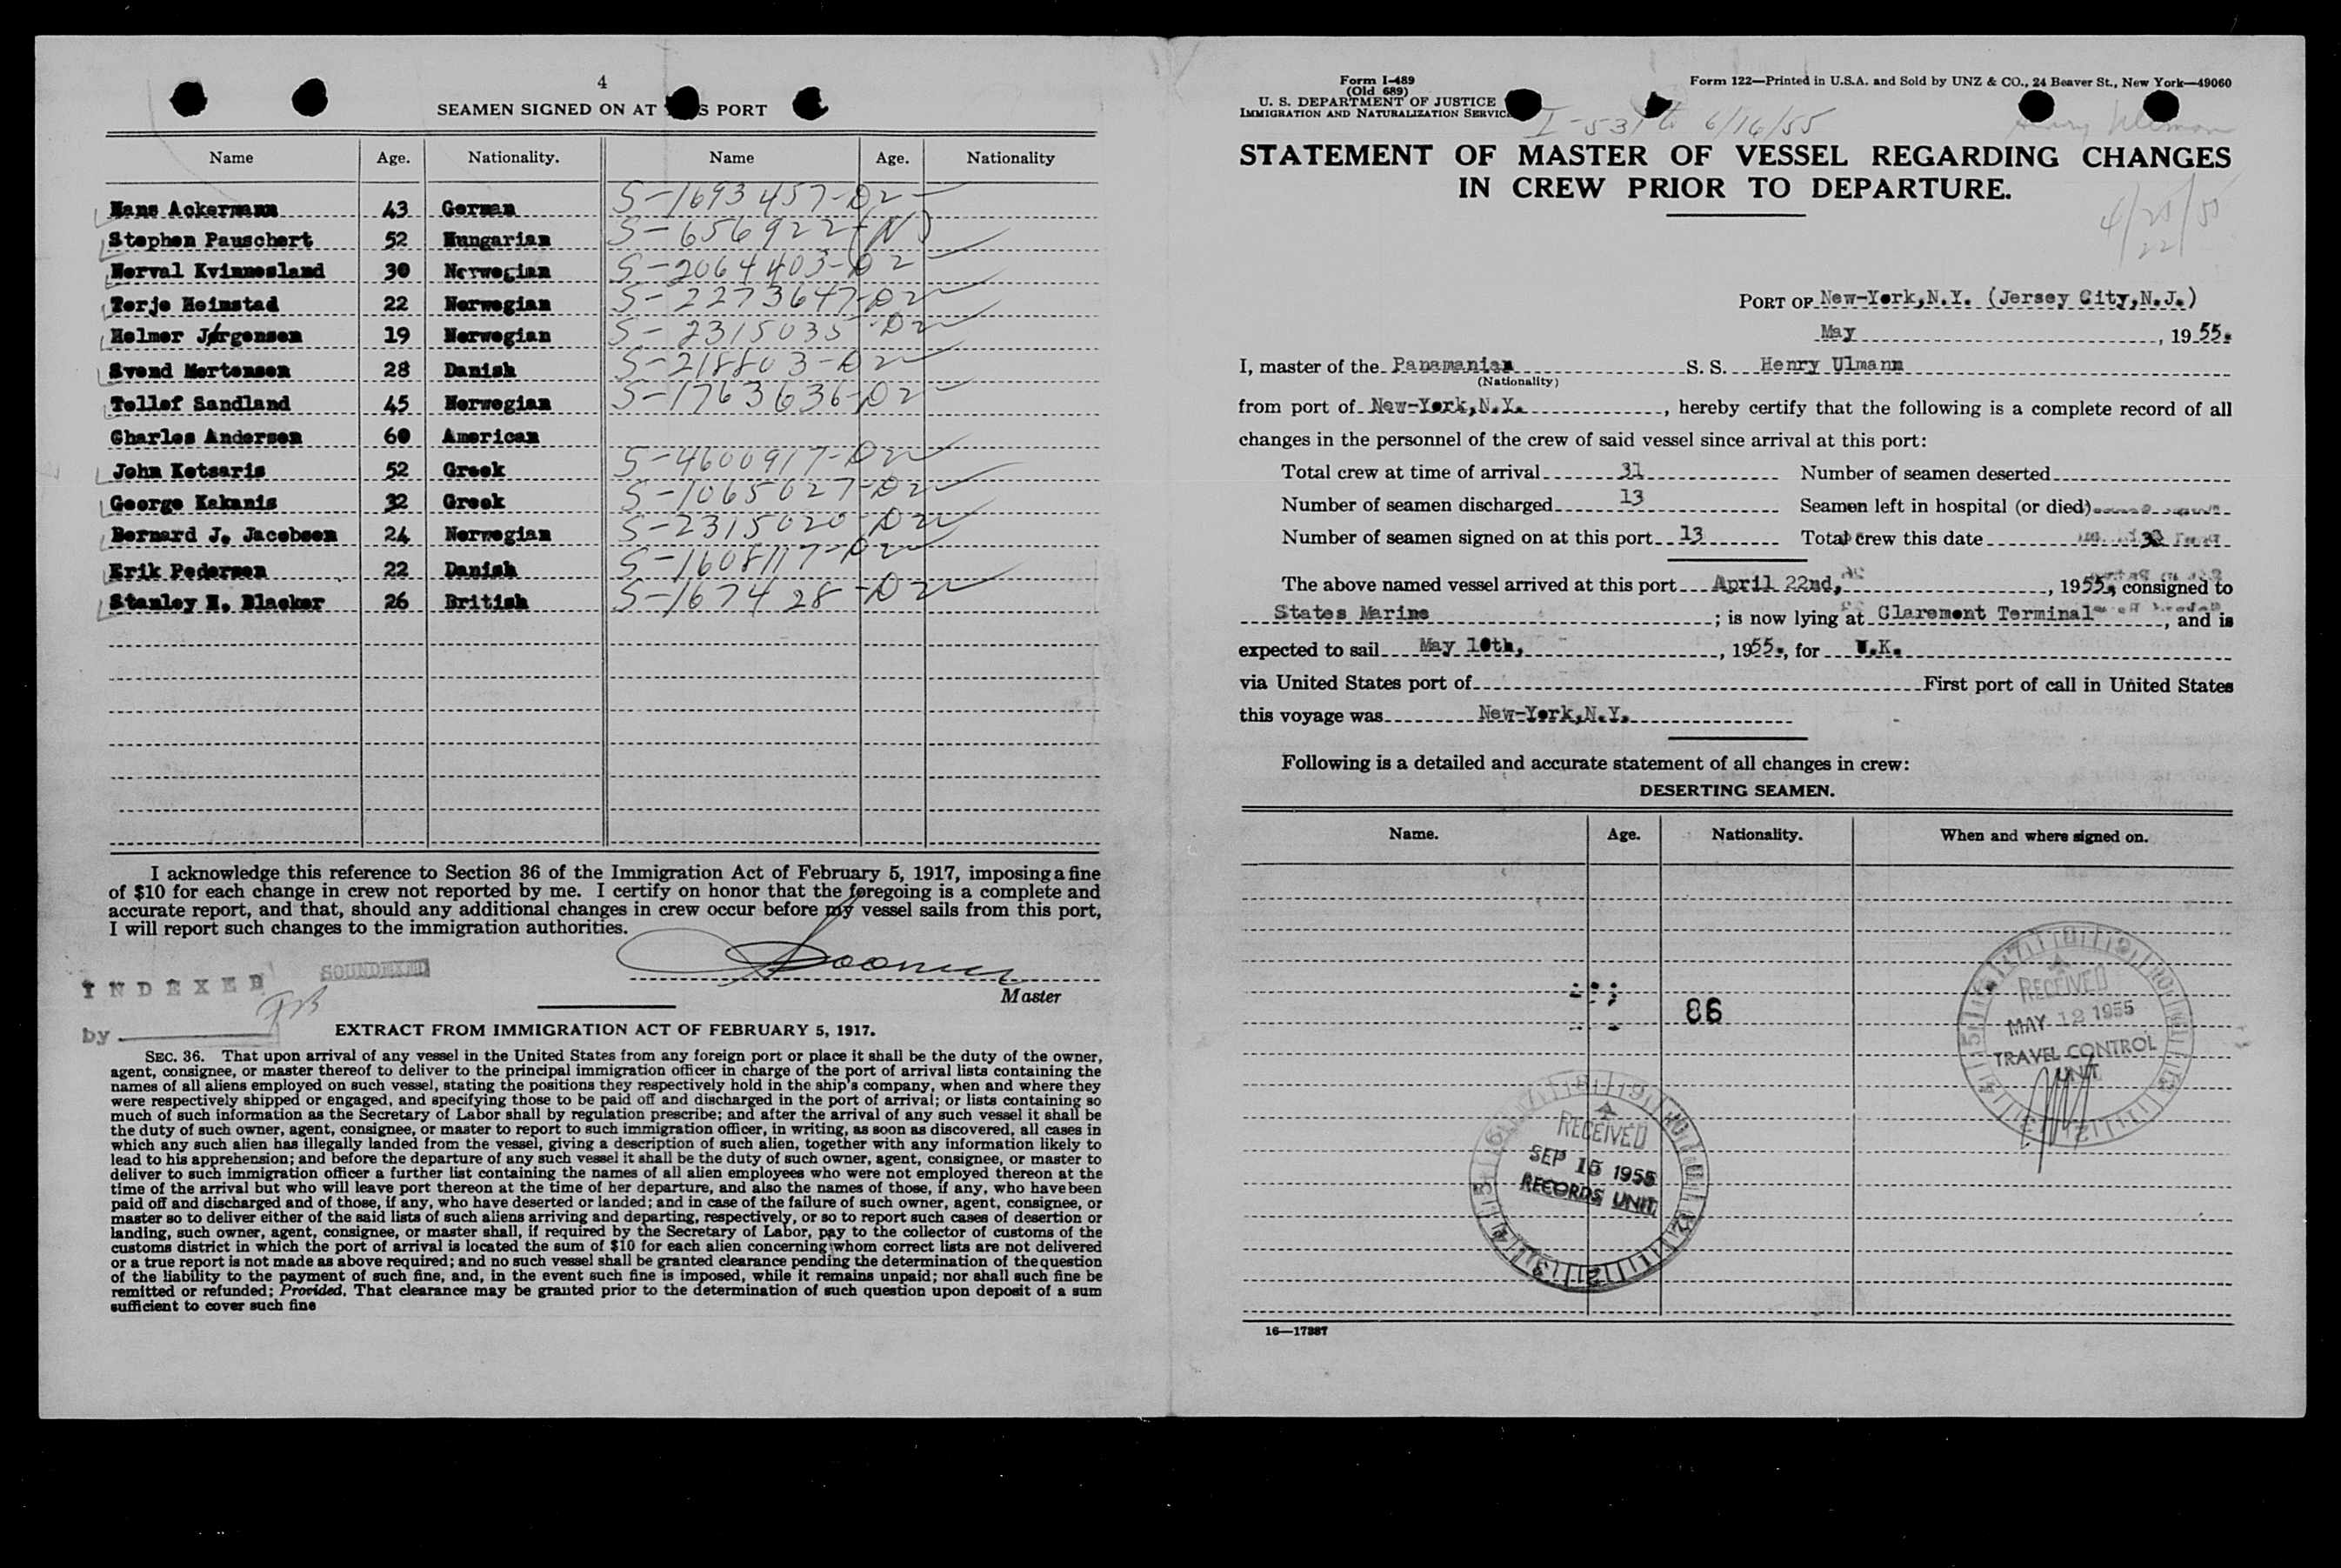 4
SEAMEN SIGNED ON AT S PORT
Name Age. Nationality. Name Age. Nationality
Hans Ackermann 43 German S-1693457-D2
Stephen Pauschert 52 Hungarian S-656922-(N)
Norval Kvinnesland 30 Norwegian S-2064403-D2
Terje Heimstad 22 Norwegian S-2273647-D2
Helmer Jørgensen 19 Norwegian S-2315035-D2
Svend Mortensen 28 Danish S-218803-D2
Tellef Sandland 45 Norwegian S-1763636-D2
Charles Andersen 60 American
John Ketsaris 52 Greek S-4600917-D2
George Kakanis 32 Greek S-1065627-D2
Bernard J. Jacobsen 24 Norwegian S-2315020-D2
Erik Pedersen 22 Danish S-1608117-D2
Stanley H. Blacker 26 British S-1674 28-D2
I acknowledge this reference to Section 36 of the Immigration Act of February 5, 1917, imposing a fine
of $10 for each change in crew not reported by me. I certify on honor that the foregoing is a complete and
accurate report, and that, should any additional changes in crew occur before my vessel sails from this port,
I will report such changes to the immigration authorities.
Master
INDEXED
SOUNDEXED
by
EXTRACT FROM IMMIGRATION ACT OF FEBRUARY 5, 1917.
SEC. 36. That upon arrival of any vessel in the United States from any foreign port or place it shall be the duty of the owner,
agent, consignee, or master thereof to deliver to the principal immigration officer in charge of the port of arrival lists containing the
names of all aliens employed on such vessel, stating the positions they respectively hold in the ship's company, when and where they
were respectively shipped or engaged, and specifying those to be paid off and discharged in the port of arrival; or lists containing so
much of such information as the Secretary of Labor shall by regulation prescribe; and after the arrival of any such vessel it shall be
the duty of such owner, agent, consignee, or master to report to such immigration officer, in writing, as soon as discovered, all cases in
which any such alien has illegally landed from the vessel, giving a description of such alien, together with any information likely to
lead to his apprehension; and before the departure of any such vessel it shall be the duty of such owner, agent, consignee, or master to
deliver to such immigration officer a further list containing the names of all alien employees who were not employed thereon at the
time of the arrival but who will leave port thereon at the time of her departure, and also the names of those, if any, who have been
paid off and discharged and of those, if any, who have deserted or landed; and in case of the failure of such owner, agent, consignee, or
master so to deliver either of the said lists of such aliens arriving and departing, respectively, or so to report such cases of desertion or
landing, such owner, agent, consignee, or master shall, if required by the Secretary of Labor, pay to the collector of customs of the
customs district in which the port of arrival is located the sum of $10 for each alien concerning whom correct lists are not delivered
or a true report is not made as above required; and no such vessel shall be granted clearance pending the determination of the question
of the liability to the payment of such fine, and, in the event such fine is imposed, while it remains unpaid; nor shall such fine be
remitted or refunded; Provided, That clearance may be granted prior to the determination of such question upon deposit of a sum
sufficient to cover such fine
Form I-489
(Old 689)
U. S. DEPARTMENT OF JUSTICE
IMMIGRATION AND NATURALIZATION SERVICE
Form 122—Printed in U.S.A. and Sold by UNZ & CO., 24 Beaver St., New York—49060
I-531 6/16/55
Henry Ulmann
STATEMENT OF MASTER OF VESSEL REGARDING CHANGES
IN CREW PRIOR TO DEPARTURE.
4/25/55
22
PORT OF New-York,N.Y. (Jersey City,N.J.)
May, 1955.
I, master of the Panamanian S. S. Henry Ulmann
(Nationality)
from port of New-York,N.Y., hereby certify that the following is a complete record of all
changes in the personnel of the crew of said vessel since arrival at this port:
Total crew at time of arrival 31 Number of seamen deserted
Number of seamen discharged 13 Seamen left in hospital (or died)
Number of seamen signed on at this port 13 Total crew this date
The above named vessel arrived at this port April 22nd, 1955., consigned to
States Marine; is now lying at Claremont Terminal, and is
expected to sail May 10th, 1955., for U.K.
via United States port of First port of call in United States
this voyage was New-York,N.Y.
Following is a detailed and accurate statement of all changes in crew:
DESERTING SEAMEN.
Name. Age. Nationality. When and where signed on.
86
RECEIVED
MAY 12 1955
TRAVEL CONTROL
UNIT
RECEIVED
SEP 15 1955
RECORDS UNIT
16—17887